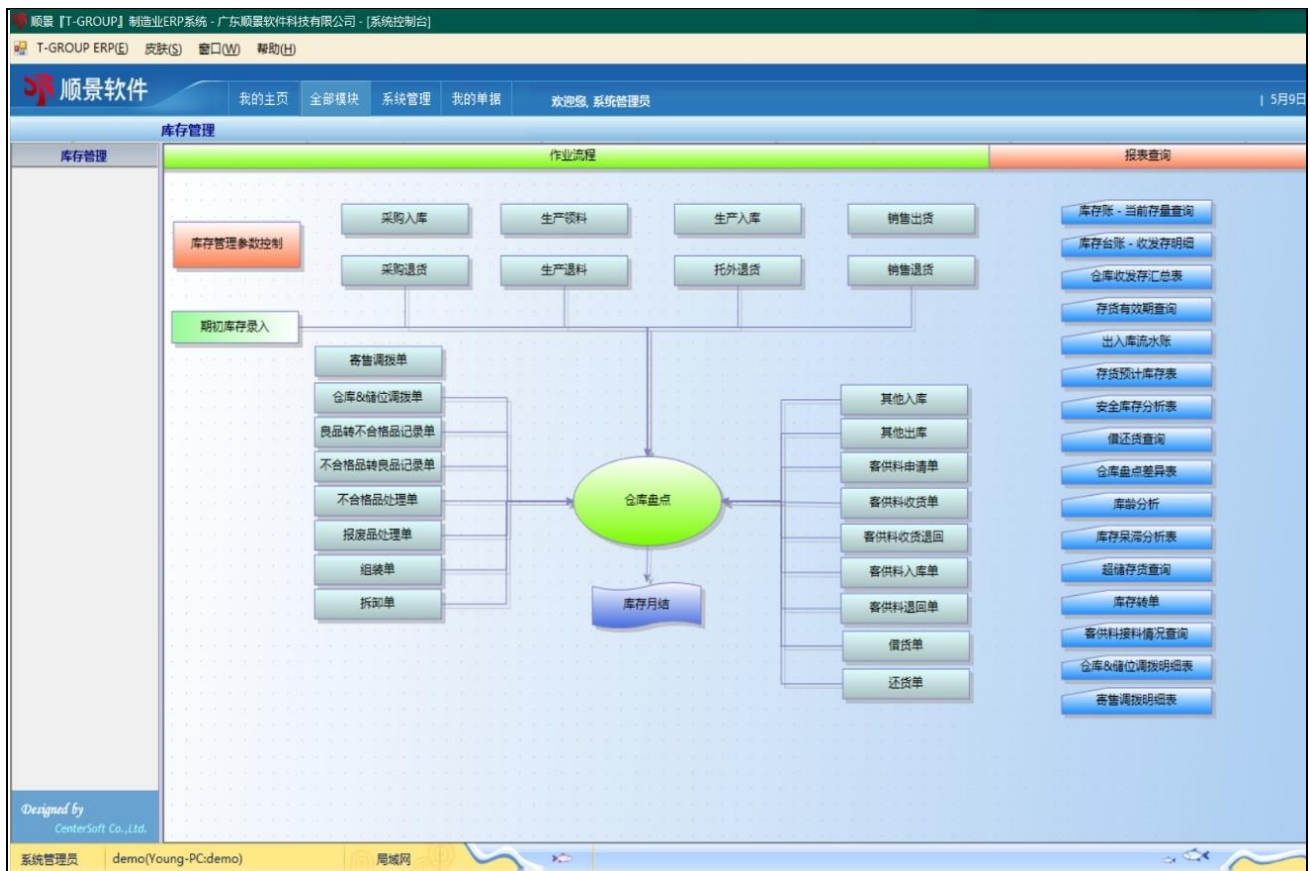 顺景『T-GROUP』制造业ERP系统 - 广东顺景软件科技有限公司 - [系统控制台]
T-GROUP ERP(E) 皮肤(S) 窗口(W) 帮助(H)
顺景软件 我的主页 全部模块 系统管理 我的单据 欢迎您, 系统管理员 | 5月9日
库存管理
库存管理 作业流程 报表查询
采购入库 生产领料 生产入库 销售出货
库存管理参数控制
采购退货 生产退料 托外退货 销售退货
期初库存录入
寄售调拨单
仓库&储位调拨单
良品转不合格品记录单
不合格品转良品记录单
不合格品处理单
报废品处理单
组装单
拆卸单
仓库盘点
库存月结
其他入库
其他出库
客供料申请单
客供料收货单
客供料收货退回
客供料入库单
客供料退回单
借货单
还货单
库存账 - 当前存量查询
库存台账 - 收发存明细
仓库收发存汇总表
存货有效期查询
出入库流水账
存货预计库存表
安全库存分析表
借还货查询
仓库盘点差异表
库龄分析
库存呆滞分析表
超储存货查询
库存转单
客供料接料情况查询
仓库&储位调拨明细表
寄售调拨明细表
Designed by
CenterSoft Co.,Ltd.
系统管理员 demo(Young-PC:demo) 局域网